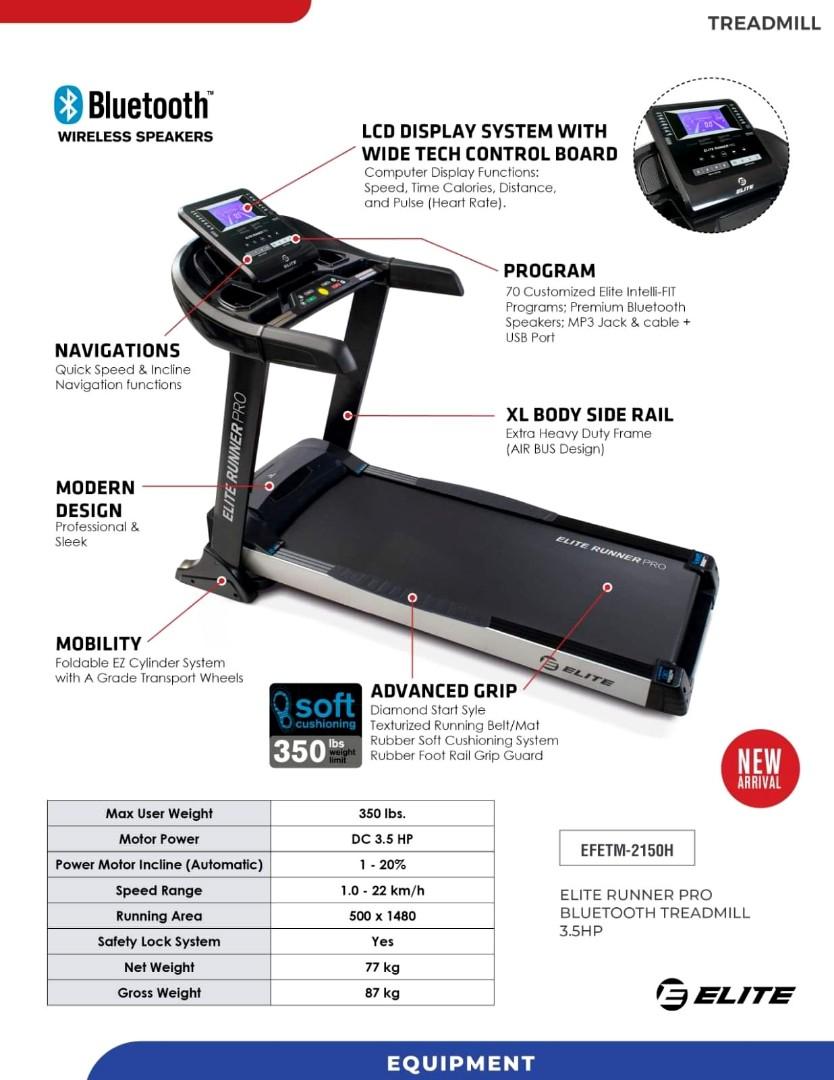 TREADMILL
Bluetooth™
WIRELESS SPEAKERS
LCD DISPLAY SYSTEM WITH
WIDE TECH CONTROL BOARD
Computer Display Functions:
Speed, Time Calories, Distance,
and Pulse (Heart Rate).
ELITE
ELITE
PROGRAM
70 Customized Elite Intelli-FIT
Programs; Premium Bluetooth
Speakers; MP3 Jack & cable +
USB Port
NAVIGATIONS
Quick Speed & Incline
Navigation functions
XL BODY SIDE RAIL
Extra Heavy Duty Frame
(AIR BUS Design)
ELITE RUNNER PRO
MODERN
DESIGN
Professional &
Sleek
ELITE RUNNER PRO
MOBILITY
Foldable EZ Cylinder System
with A Grade Transport Wheels
ELITE
soft
cushioning
350 lbs
weight
limit
ADVANCED GRIP
Diamond Start Syle
Texturized Running Belt/Mat
Rubber Soft Cushioning System
Rubber Foot Rail Grip Guard
NEW
ARRIVAL
Max User Weight 350 lbs.
Motor Power DC 3.5 HP
Power Motor Incline (Automatic) 1 - 20%
Speed Range 1.0 - 22 km/h
Running Area 500 x 1480
Safety Lock System Yes
Net Weight 77 kg
Gross Weight 87 kg
EFETM-2150H
ELITE RUNNER PRO
BLUETOOTH TREADMILL
3.5HP
ELITE
EQUIPMENT